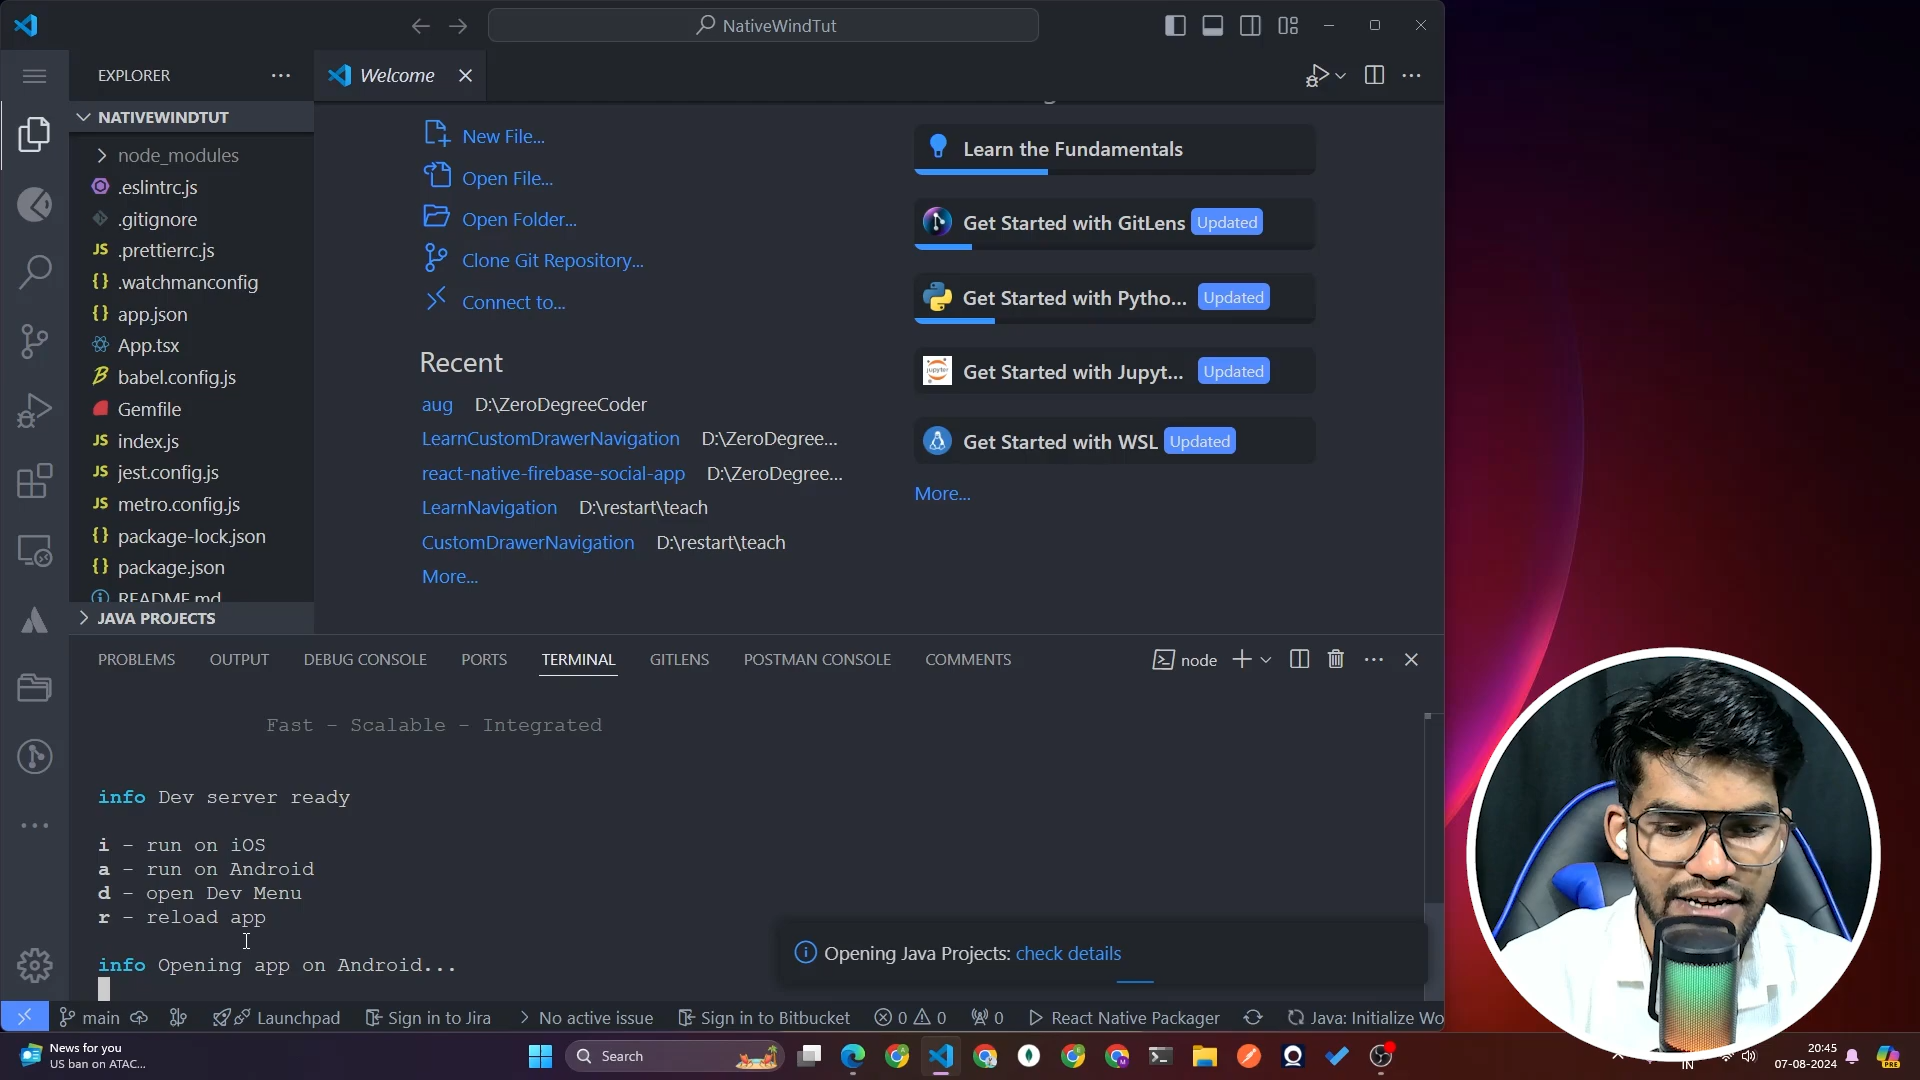 NativeWindTut
EXPLORER
Welcome
NATIVEWINDTUT
node_modules
.eslintrc.js
.gitignore
.prettierrc.js
.watchmanconfig
app.json
App.tsx
babel.config.js
Gemfile
index.js
jest.config.js
metro.config.js
package-lock.json
package.json
README.md
JAVA PROJECTS
New File...
Open File...
Open Folder...
Clone Git Repository...
Connect to...
Recent
aug D:\ZeroDegreeCoder
LearnCustomDrawerNavigation D:\ZeroDegree...
react-native-firebase-social-app D:\ZeroDegree...
LearnNavigation D:\restart\teach
CustomDrawerNavigation D:\restart\teach
More...
Learn the Fundamentals
Get Started with GitLens Updated
Get Started with Pytho... Updated
Get Started with Jupyt... Updated
Get Started with WSL Updated
More...
PROBLEMS OUTPUT DEBUG CONSOLE PORTS TERMINAL GITLENS POSTMAN CONSOLE COMMENTS node
Fast - Scalable - Integrated
info Dev server ready
i - run on iOS
a - run on Android
d - open Dev Menu
r - reload app
info Opening app on Android...
Opening Java Projects: check details
main Launchpad Sign in to Jira No active issue Sign in to Bitbucket 0 0 0 React Native Packager Java: Initialize Wo
News for you
US ban on ATAC...
Search
IN
20:45
07-08-2024